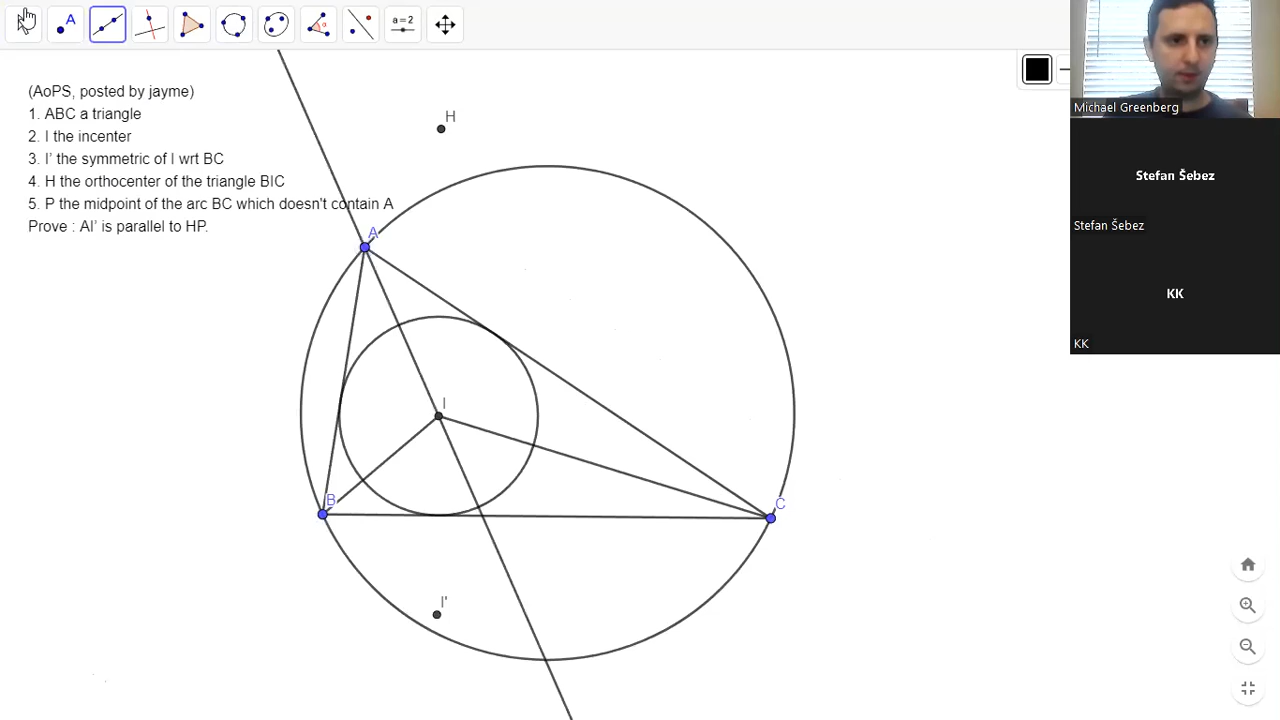 A
a=2
(AoPS, posted by jayme)
1. ABC a triangle
2. I the incenter
3. I’ the symmetric of I wrt BC
4. H the orthocenter of the triangle BIC
5. P the midpoint of the arc BC which doesn't contain A
Prove : AI’ is parallel to HP.
H
A
I
B
C
I'
Michael Greenberg
Stefan Šebez
Stefan Šebez
KK
KK